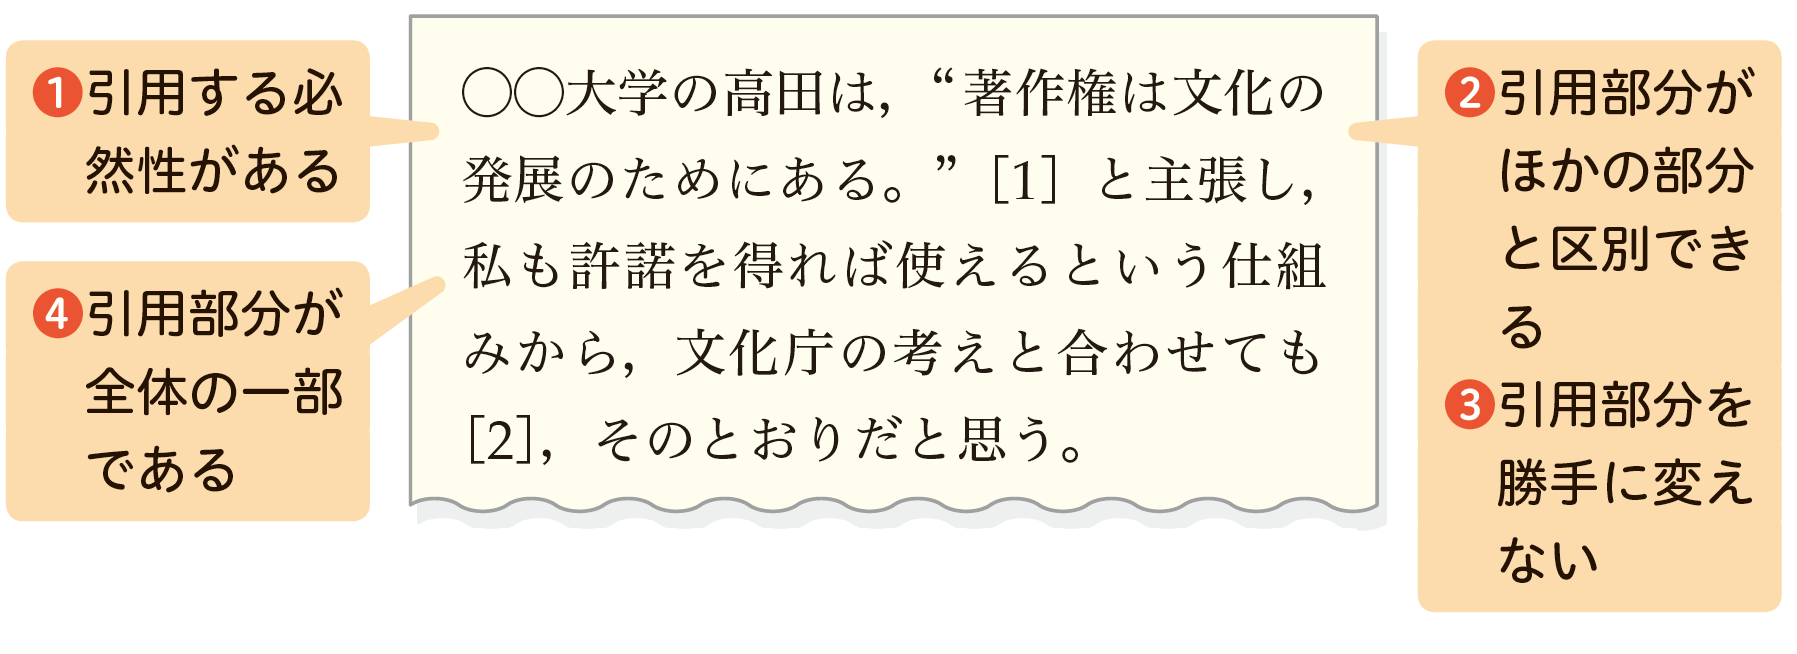 ❶引用する必
然性がある
◯◯大学の高田は，“著作権は文化の
発展のためにある。”［1］と主張し，
私も許諾を得れば使えるという仕組
みから，文化庁の考えと合わせても
［2］，そのとおりだと思う。
❷引用部分が
ほかの部分
と区別でき
る
❸引用部分を
勝手に変え
ない
❹引用部分が
全体の一部
である